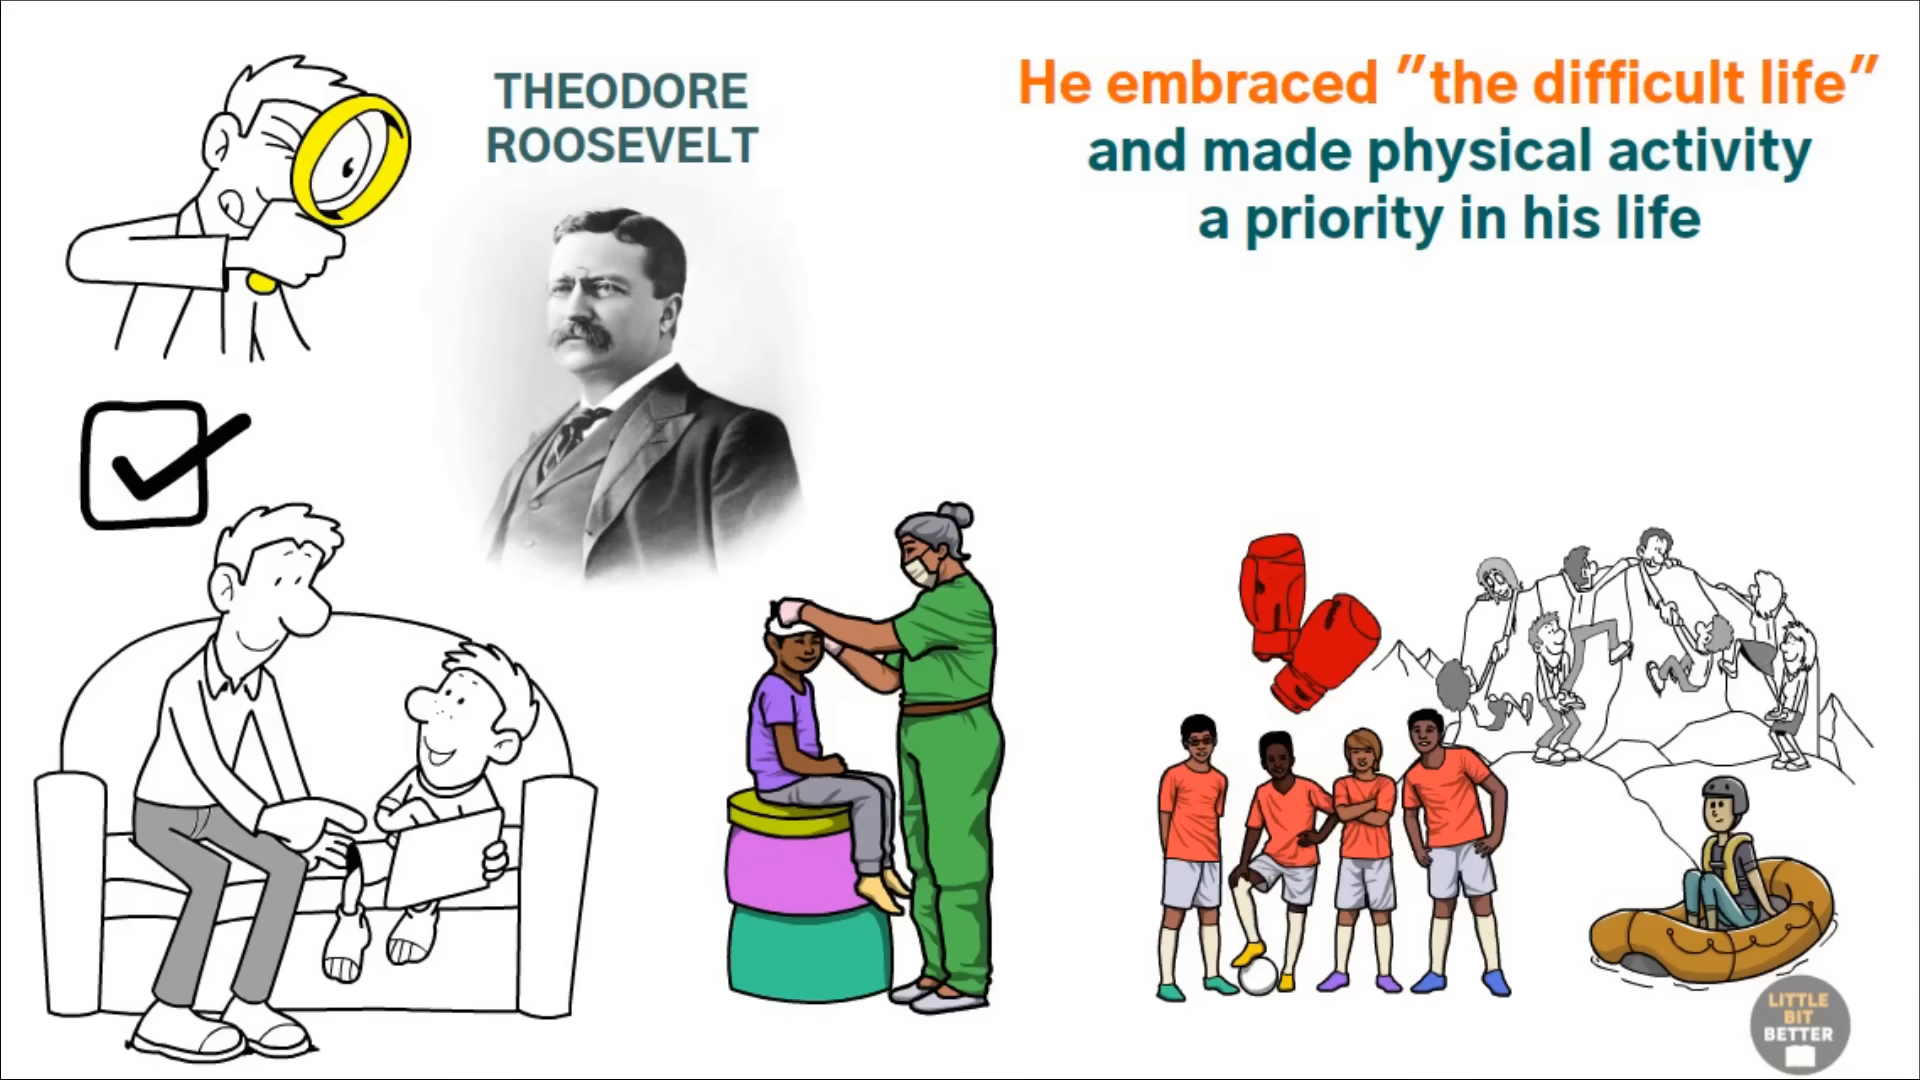 THEODORE
ROOSEVELT
He embraced "the difficult life"
and made physical activity
a priority in his life
LITTLE
BIT
BETTER